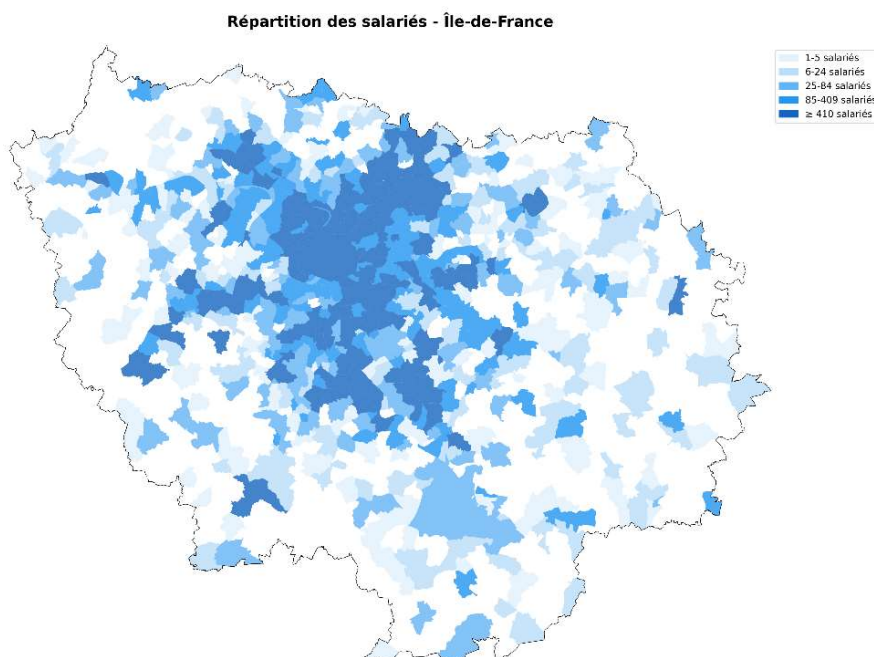 Répartition des salariés - Île-de-France
1-5 salariés
6-24 salariés
25-84 salariés
85-409 salariés
≥ 410 salariés